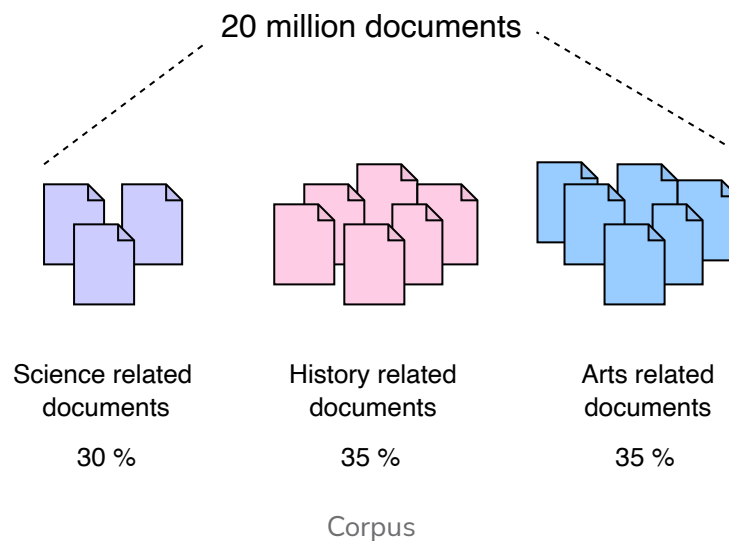 20 million documents
Science related
documents
30 %
History related
documents
35 %
Arts related
documents
35 %
Corpus